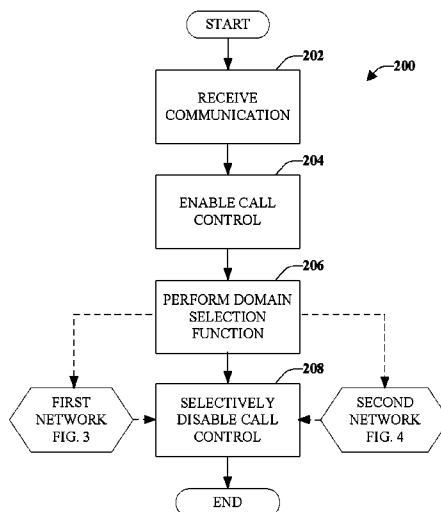 START
202
200
RECEIVE
COMMUNICATION
204
ENABLE CALL
CONTROL
206
PERFORM DOMAIN
SELECTION
FUNCTION
208
FIRST
NETWORK
FIG. 3
SELECTIVELY
DISABLE CALL
CONTROL
SECOND
NETWORK
FIG. 4
END